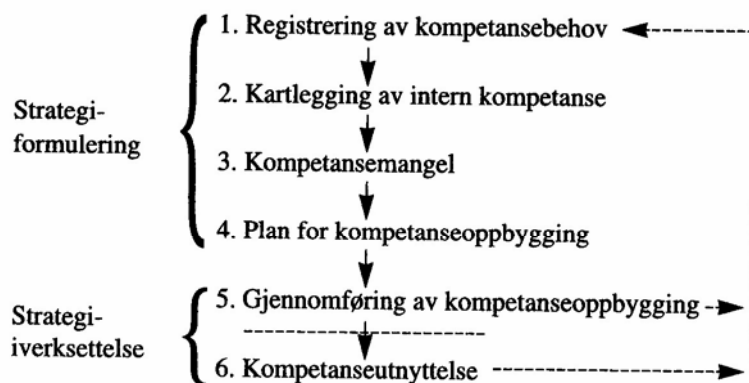 1. Registrering av kompetansebehov
2. Kartlegging av intern kompetanse
Strategi-
formulering
3. Kompetansemangel
4. Plan for kompetanseoppbygging
5. Gjennomføring av kompetanseoppbygging
Strategi-
iverksettelse
6. Kompetanseutnyttelse